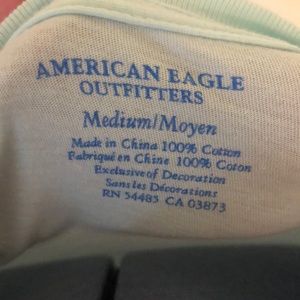 AMERICAN EAGLE
OUTFITTERS
Medium/Moyen
Made in China 100% Cotton
Fabriqué en Chine 100% Coton
Exclusive of Decoration
Sans les Décorations
RN 54485 CA 03873